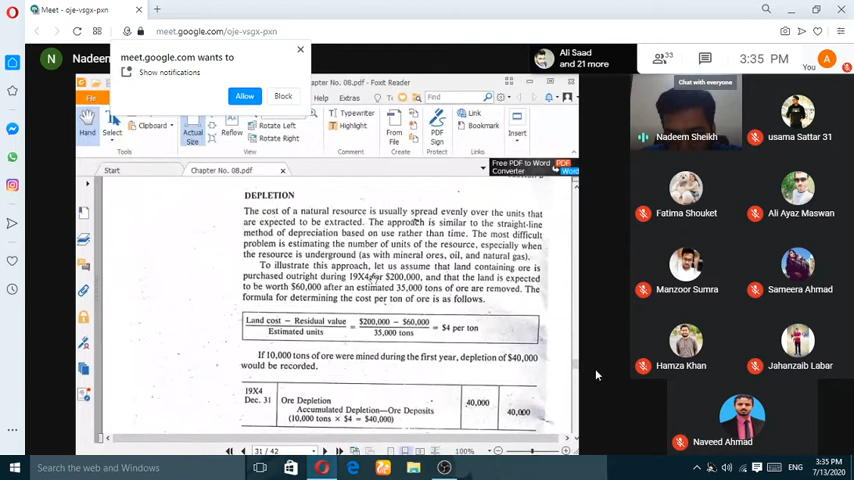 Meet - oje-vsgx-pxn
meet.google.com/oje-vsgx-pxn
meet.google.com wants to
Show notifications
Allow
Block
N
Nadeem
Ali Saad
and 21 more
33
3:35 PM
A
You
Chat with everyone
Chapter No. 08.pdf - Foxit Reader
File
Help
Extras
Find
Hand
Select
Clipboard
Actual
Size
Reflow
Rotate Left
Rotate Right
Typewriter
Highlight
From
File
PDF
Sign
Link
Bookmark
Insert
Tools
View
Comment
Create
Protect
Links
Start
Chapter No. 08.pdf
Free PDF to Word
Converter
PDF
Word
DEPLETION
The cost of a natural resource is usually spread evenly over the units that
are expected to be extracted. The approach is similar to the straight-line
method of depreciation based on use rather than time. The most difficult
problem is estimating the number of units of the resource, especially when
the resource is underground (as with mineral ores, oil, and natural gas).
To illustrate this approach, let us assume that land containing ore is
purchased outright during 19X4 for $200,000, and that the land is expected
to be worth $60,000 after an estimated 35,000 tons of ore are removed. The
formula for determining the cost per ton of ore is as follows.
Land cost − Residual value
Estimated units
= $200,000 − $60,000
35,000 tons
= $4 per ton
If 10,000 tons of ore were mined during the first year, depletion of $40,000
would be recorded.
19X4
Dec. 31
Ore Depletion
40,000
Accumulated Depletion—Ore Deposits
40,000
(10,000 tons × $4 = $40,000)
31 / 42
100%
Nadeem Sheikh
usama Sattar 31
Fatima Shouket
Ali Ayaz Maswan
Manzoor Sumra
Sameera Ahmad
Hamza Khan
Jahanzaib Labar
Naveed Ahmad
Search the web and Windows
ENG
3:35 PM
7/13/2020